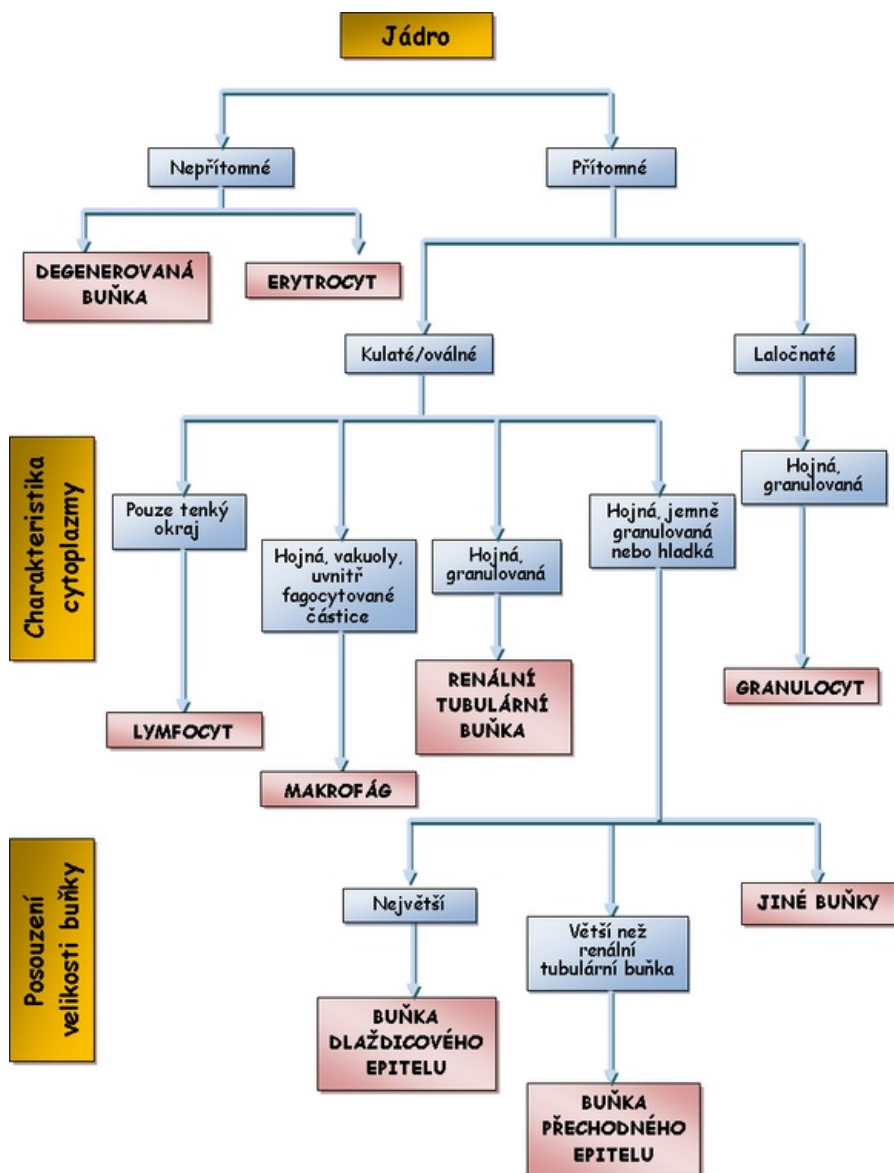 Jádro
Nepřítomné
Přítomné
DEGENEROVANÁ
BUŇKA
ERYTROCYT
Kulaté/oválné
Laločnaté
Charakteristika
cytoplazmy
Pouze tenký
okraj
Hojná, vakuoly,
uvnitř
fagocytované
částice
Hojná,
granulovaná
Hojná, jemně
granulovaná
nebo hladká
Hojná,
granulovaná
LYMFOCYT
MAKROFÁG
RENÁLNÍ
TUBULÁRNÍ
BUŇKA
GRANULOCYT
Posouzení
velikosti buňky
Největší
Větší než
renální
tubulární buňka
JINÉ BUŇKY
BUŇKA
DLAŽDICOVÉHO
EPITELU
BUŇKA
PŘECHODNÉHO
EPITELU